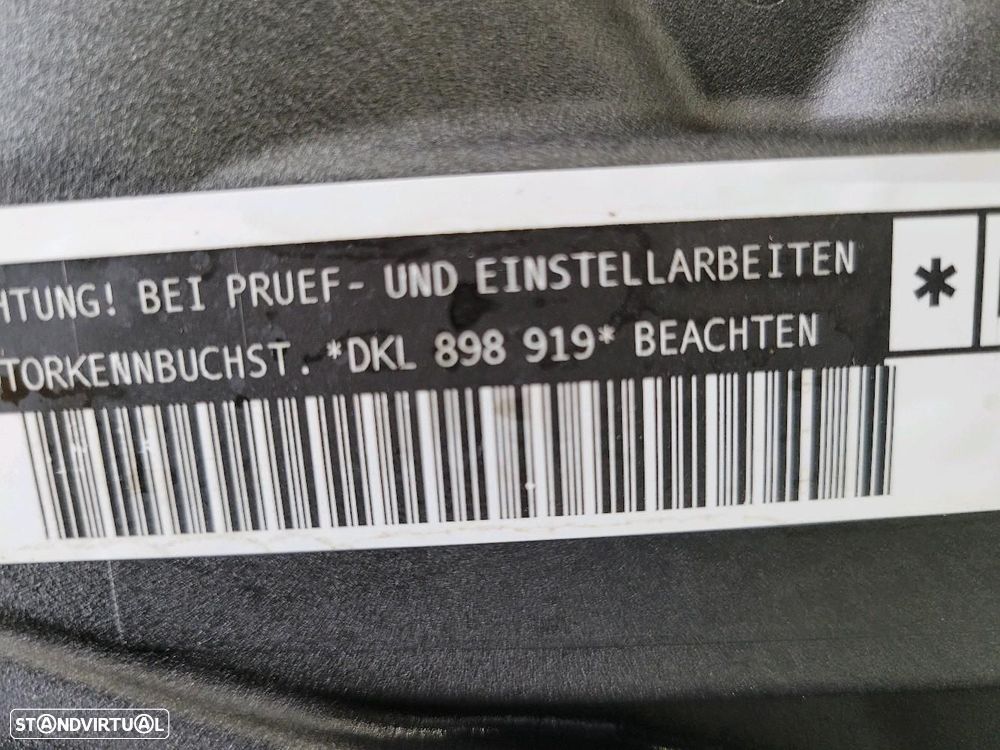 HTUNG! BEI PRUEF- UND EINSTELLARBEITEN *
TORKENNBUCHST. *DKL 898 919* BEACHTEN
STANDVIRTUAL